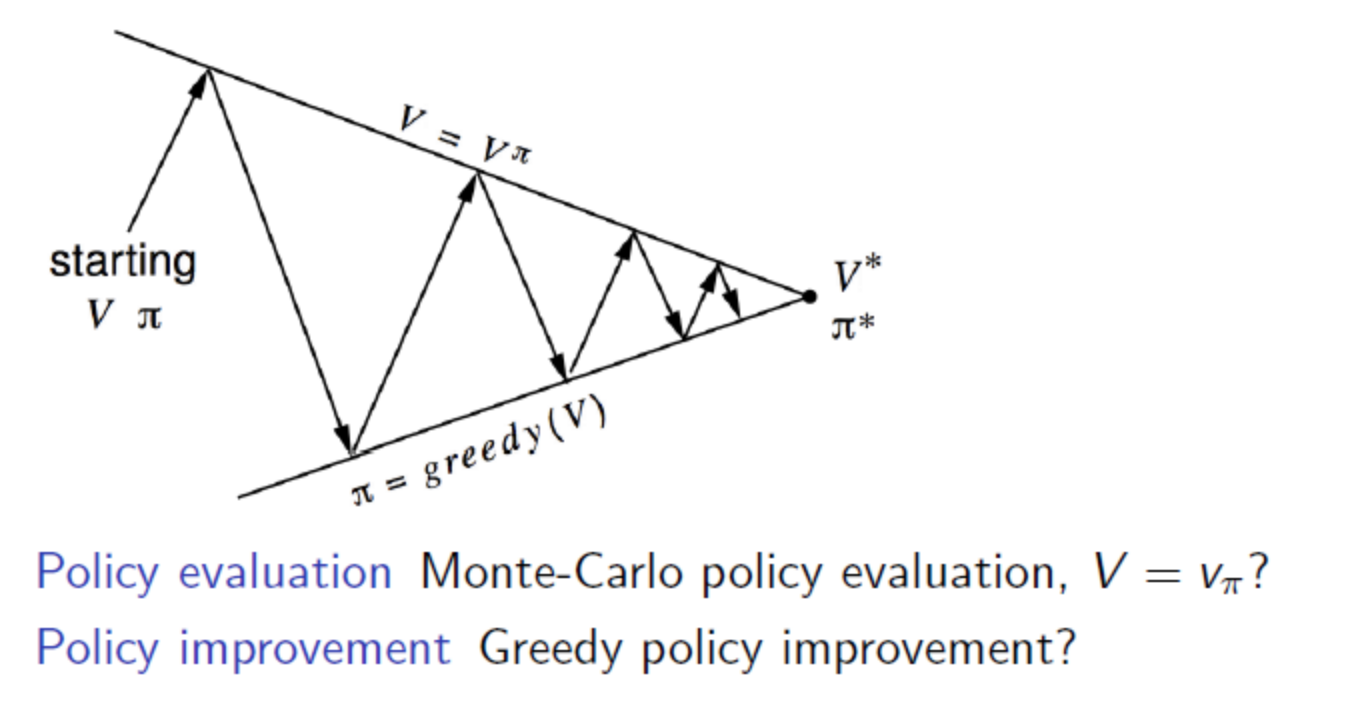 V = Vπ
starting
V π
V*
π*
π = greedy(V)
Policy evaluation Monte-Carlo policy evaluation, V = vπ?
Policy improvement Greedy policy improvement?